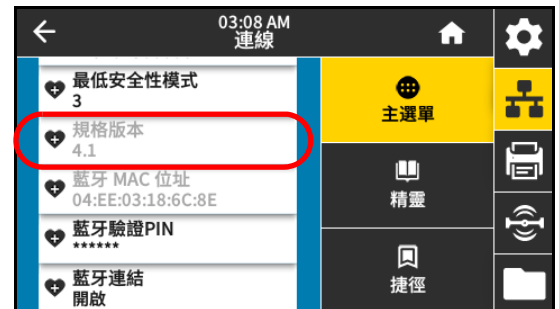 03:08 AM
連線
最低安全性模式
3
規格版本
4.1
藍牙 MAC 位址
04:EE:03:18:6C:8E
藍牙驗證PIN
******
藍牙連結
開啟
主選單
精靈
捷徑